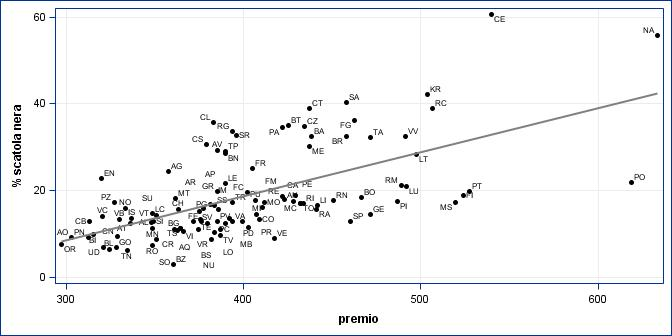 60
40
20
0
% scatola nera
CE
NA
KR
RC
SA
CT
CL
FG
CZ
BT
PA
RG
SR
BA
BR
TA
VV
CS
AV
TP
BN
ME
LT
FR
AG
EN
AP
LE
AR
FM
CA
PE
RM
LU
PT
PO
MT
GR
IM
FC
RE
PZ
NO
SU
CH
PG
SS
TR
MO
MC
TO
RI
LI
RN
RA
BO
SP
GE
PI
MS
FI
VC
VB
IS
VT
LC
SI
CB
AO
PN
BI
CN
AT
MN
BG
TS
VI
FE
SV
TE
PV
VA
CO
PD
PR
VE
MB
OR
UD
BL
GO
TN
RO
CR
AQ
VR
TV
LO
BS
NU
SO
BZ
300
400
500
600
premio